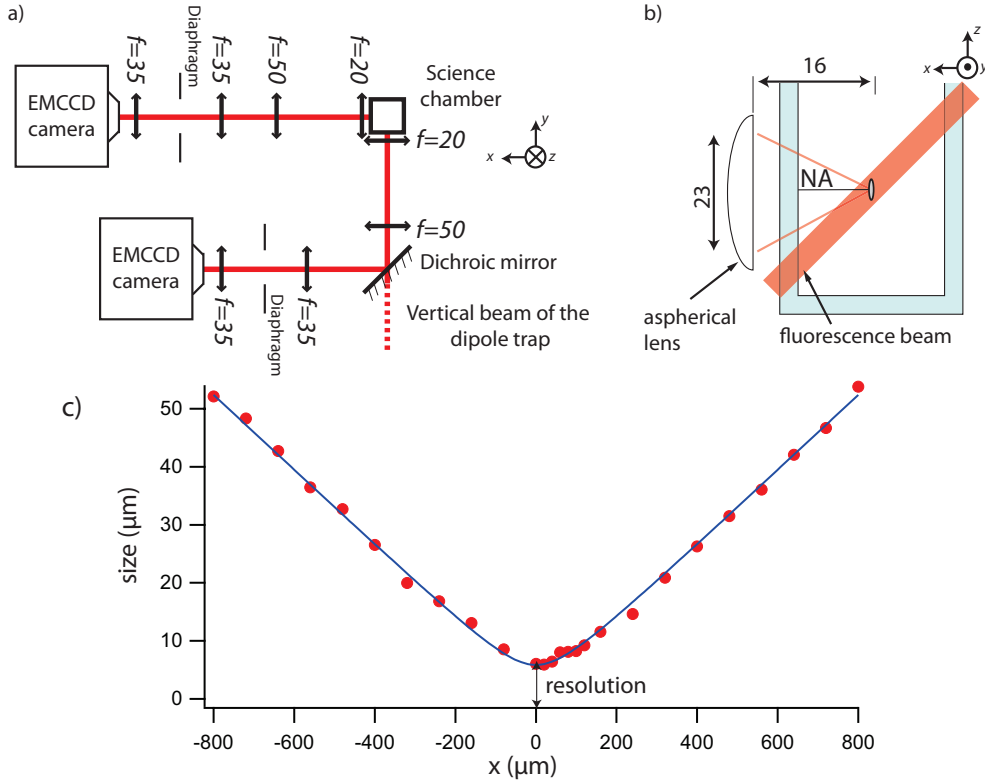 a)
EMCCD
camera
f=35
Diaphragm
f=35
f=50
f=20
Science
chamber
f=20
y
x
z
f=50
EMCCD
camera
f=35
Diaphragm
f=35
Dichroic mirror
Vertical beam of the
dipole trap
b)
z
x
y
16
23
NA
aspherical
lens
fluorescence beam
c)
size (μm)
50
40
30
20
10
0
resolution
-800
-600
-400
-200
0
200
400
600
800
x (μm)